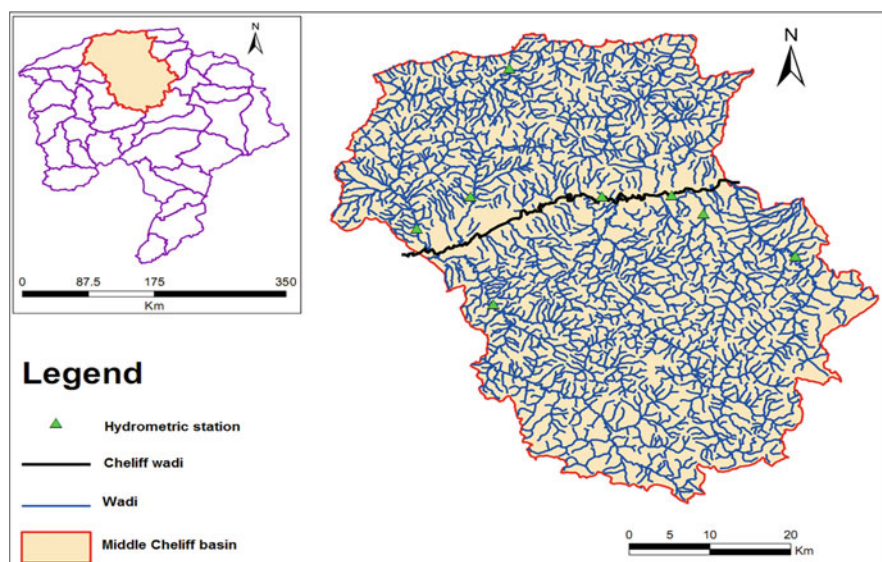 N
0 87.5 175 350
Km
N
Legend
Hydrometric station
Cheliff wadi
Wadi
Middle Cheliff basin
0 5 10 20
Km